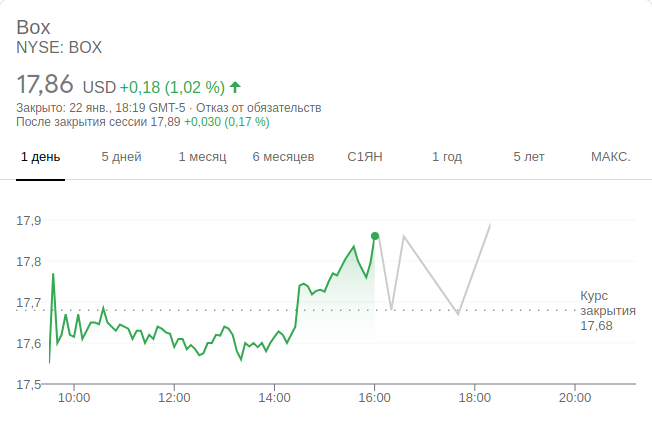 Box
NYSE: BOX
17,86 USD +0,18 (1,02 %)
Закрыто: 22 янв., 18:19 GMT-5 · Отказ от обязательств
После закрытия сессии 17,89 +0,030 (0,17 %)
1 день 5 дней 1 месяц 6 месяцев С1ЯН 1 год 5 лет МАКС.
17,9
17,8
17,7
Курс
закрытия
17,68
17,6
17,5
10:00 12:00 14:00 16:00 18:00 20:00